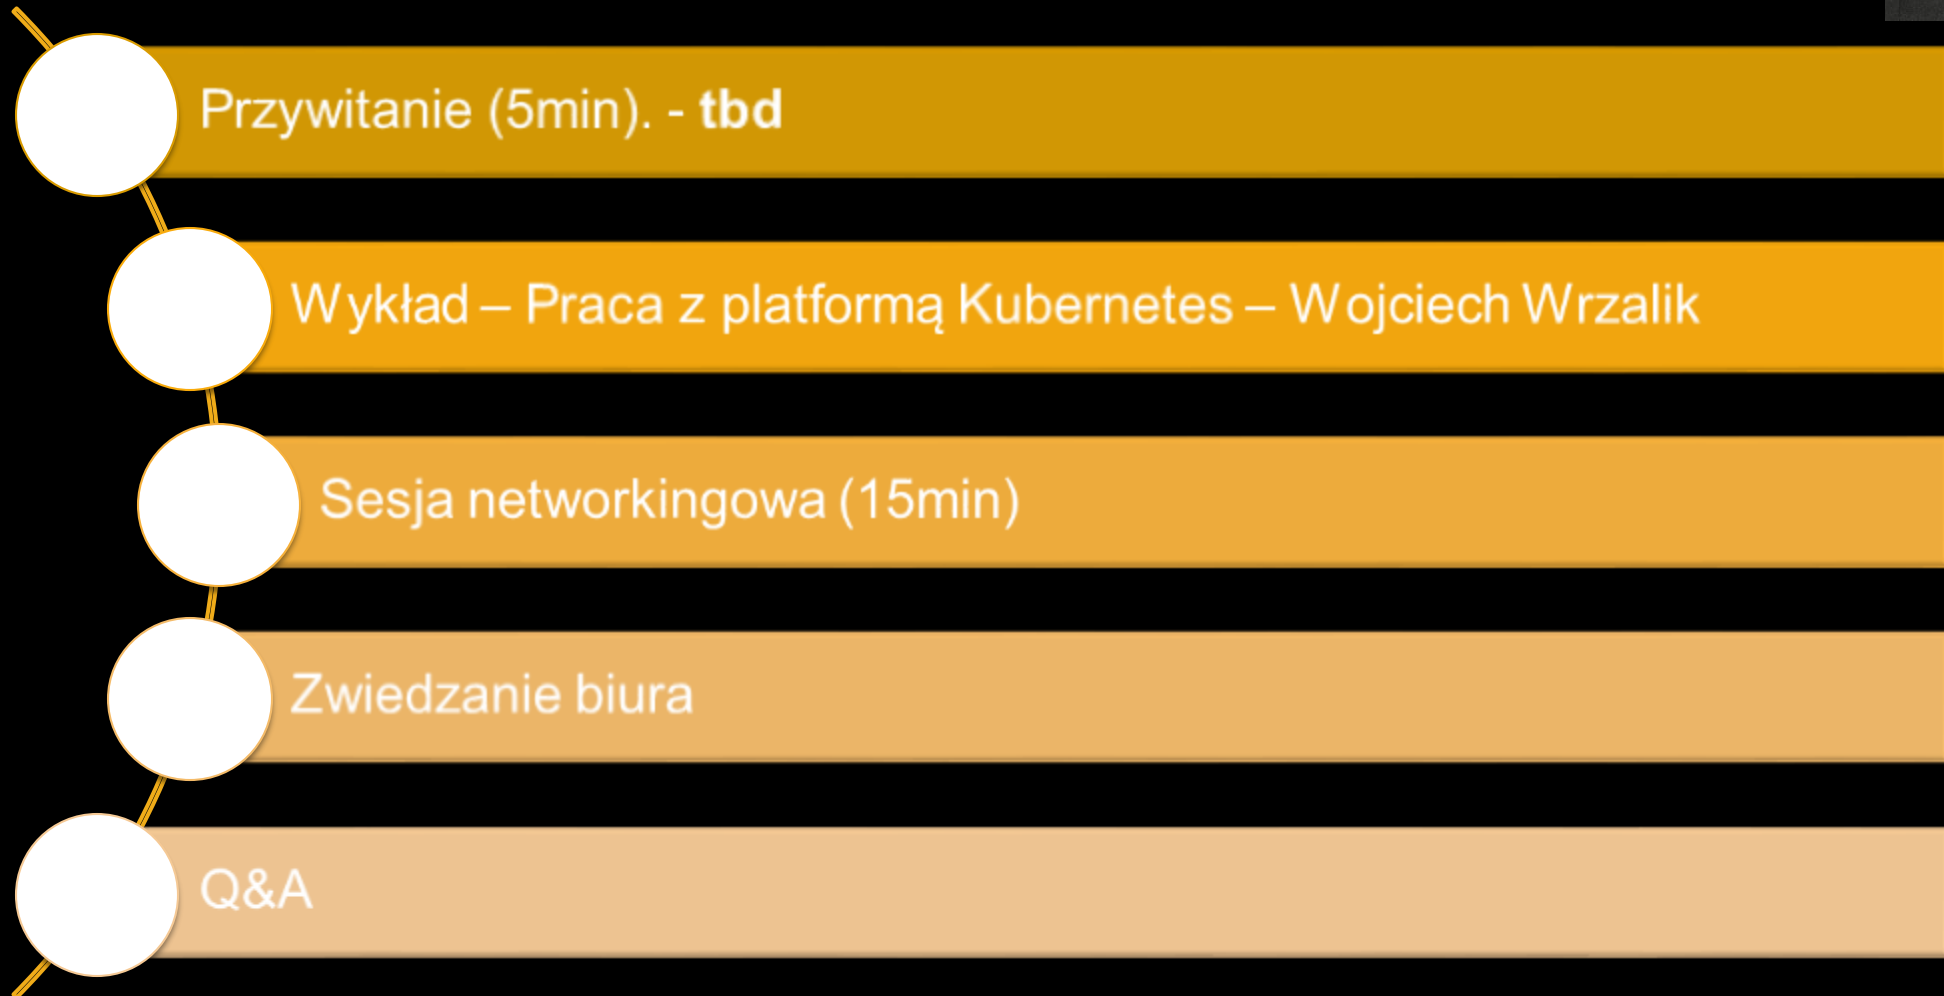 Przywitanie (5min). - tbd
Wykład – Praca z platformą Kubernetes – Wojciech Wrzalik
Sesja networkingowa (15min)
Zwiedzanie biura
Q&A